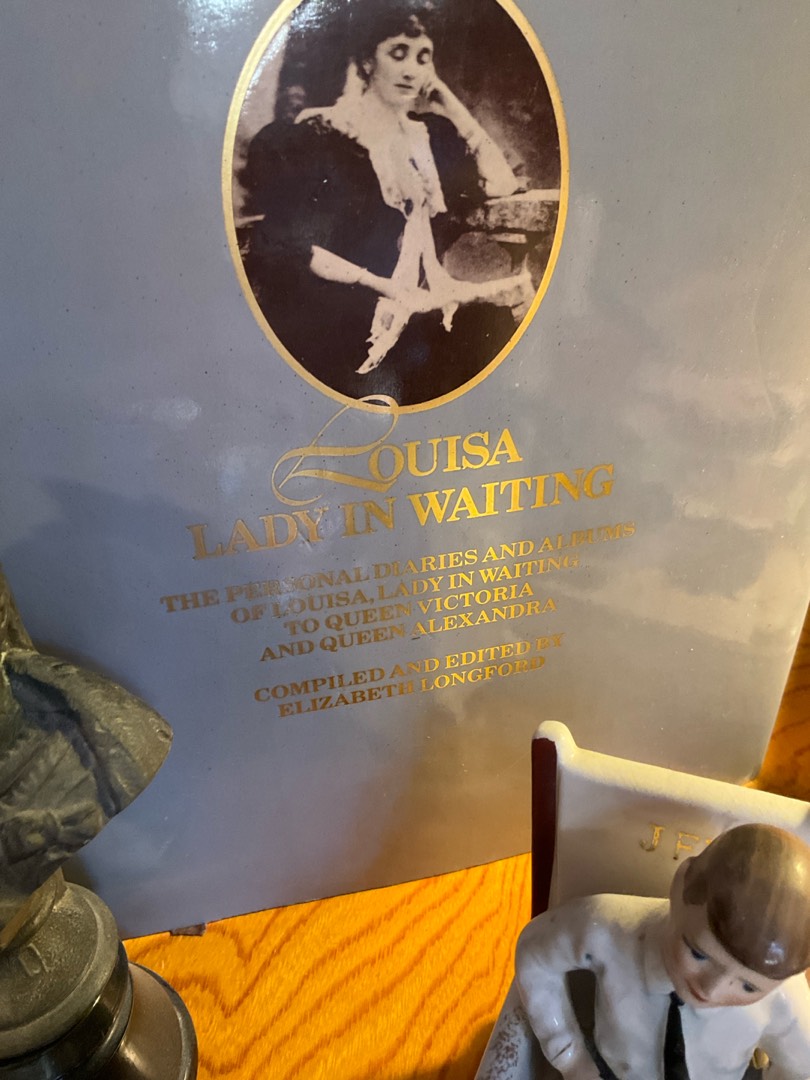 LOUISA
LADY IN WAITING
THE PERSONAL DIARIES AND ALBUMS
OF LOUISA, LADY IN WAITING
TO QUEEN VICTORIA
AND QUEEN ALEXANDRA
COMPILED AND EDITED BY
ELIZABETH LONGFORD